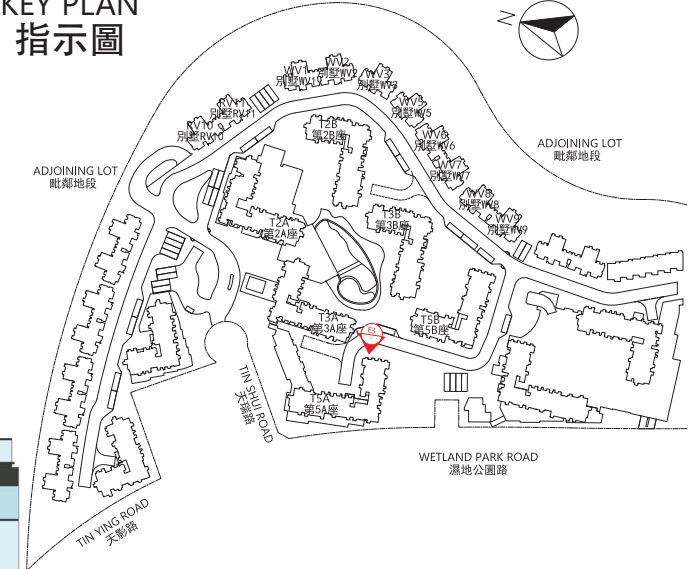 KEY PLAN
指示圖
N
WV1
別墅WV1
WV2
別墅WV2
WV3
別墅WV3
WV5
別墅WV5
WV6
別墅WV6
WV7
別墅WV7
WV8
別墅WV8
WV9
別墅WV9
RV11
別墅RV11
RV10
別墅RV10
ADJOINING LOT
毗鄰地段
ADJOINING LOT
毗鄰地段
T2B
第2B座
T2A
第2A座
T3B
第3B座
T3A
第3A座
T5B
第5B座
E3
T5A
第5A座
TIN SHUI ROAD
天瑞路
WETLAND PARK ROAD
濕地公園路
TIN YING ROAD
天影路